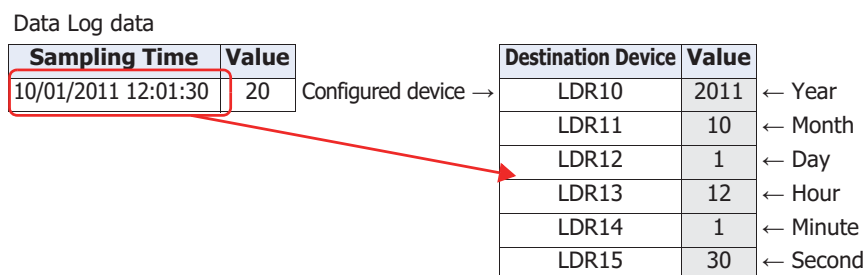 Data Log data
Sampling Time Value Destination Device Value
10/01/2011 12:01:30 20 Configured device → LDR10 2011 ← Year
LDR11 10 ← Month
LDR12 1 ← Day
LDR13 12 ← Hour
LDR14 1 ← Minute
LDR15 30 ← Second